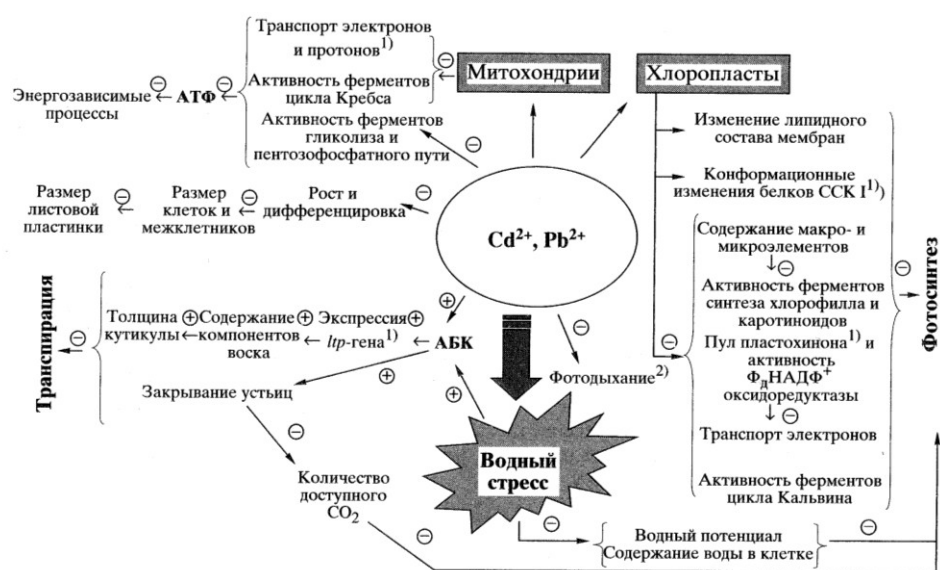 Транспорт электронов
и протонов1)
Активность ферментов
цикла Кребса
Активность ферментов
гликолиза и
пентозофосфатного пути
⊖
АТФ
⊖
Энергозависимые
процессы
⊖
Митохондрии
Хлоропласты
⊖
Изменение липидного
состава мембран
Конформационные
изменения белков ССК I1))
Содержание макро- и
микроэлементов
⊖
Активность ферментов
синтеза хлорофилла и
каротиноидов
Пул пластохинона1) и
активность
ФдНАДФ+
оксидоредуктазы
⊖
Транспорт электронов
Активность ферментов
цикла Кальвина
⊖
⊖
Фотосинтез
Cd2+, Pb2+
⊖
Рост и
дифференцировка
⊖
Размер
клеток и
межклетников
⊖
Размер
листовой
пластинки
⊕
АБК
⊕
Экспрессия
ltp-гена1)
⊕
Содержание
компонентов
воска
⊕
Толщина
кутикулы
⊕
Закрывание устьиц
⊖
Транспирация
⊖
Количество
доступного
CO2
⊖
⊖
Фотодыхание2)
⊕
Водный
стресс
⊖
Водный потенциал
Содержание воды в клетке
⊖